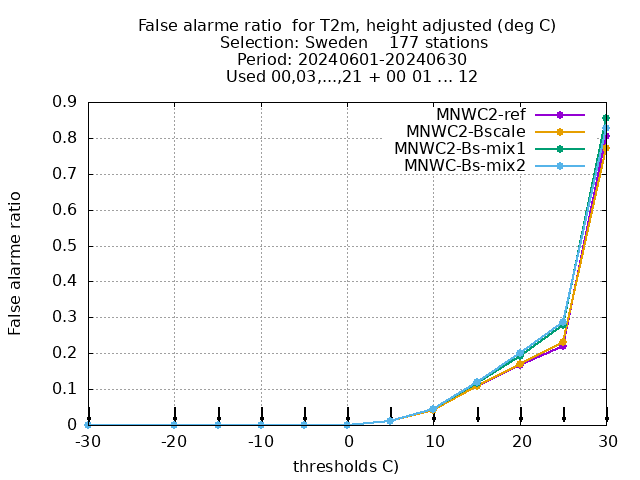 False alarme ratio  for T2m, height adjusted (deg C)
Selection: Sweden    177 stations
Period: 20240601-20240630
Used 00,03,...,21 + 00 01 ... 12
MNWC2-ref
MNWC2-Bscale
MNWC2-Bs-mix1
MNWC-Bs-mix2
False alarme ratio
0.9
0.8
0.7
0.6
0.5
0.4
0.3
0.2
0.1
0
-30
-20
-10
0
10
20
30
thresholds C)